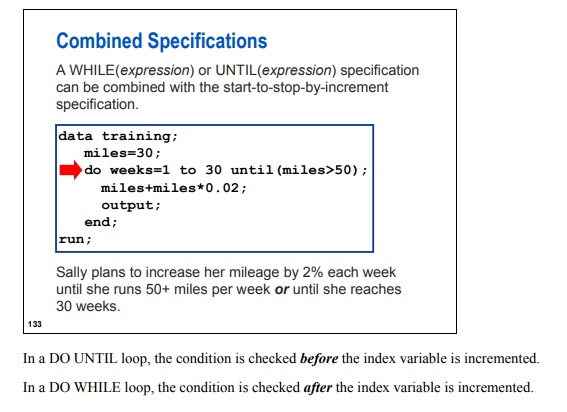 Combined Specifications
A WHILE(expression) or UNTIL(expression) specification
can be combined with the start-to-stop-by-increment
specification.
data training;
miles=30;
do weeks=1 to 30 until(miles>50);
miles+miles*0.02;
output;
end;
run;
Sally plans to increase her mileage by 2% each week
until she runs 50+ miles per week or until she reaches
30 weeks.
133
In a DO UNTIL loop, the condition is checked before the index variable is incremented.
In a DO WHILE loop, the condition is checked after the index variable is incremented.